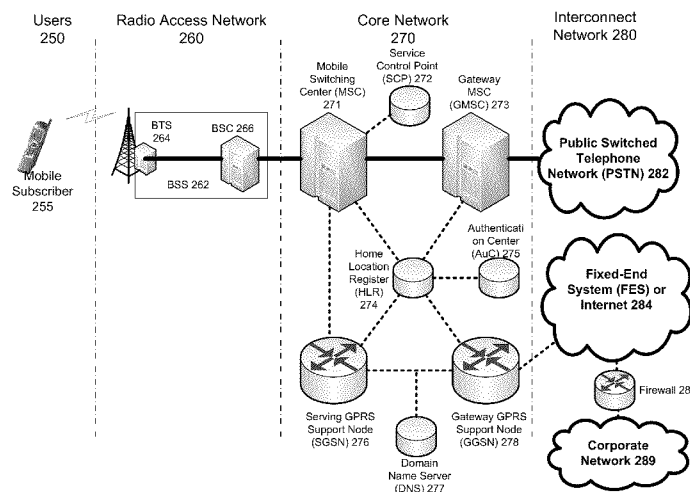 Users
250
Radio Access Network
260
Core Network
270
Interconnect
Network 280
Mobile
Switching
Center (MSC)
271
Service
Control Point
(SCP) 272
Gateway
MSC
(GMSC) 273
BTS
264
BSC 266
BSS 262
Mobile
Subscriber
255
Public Switched
Telephone
Network (PSTN) 282
Home
Location
Register
(HLR)
274
Authenticati
on Center
(AuC) 275
Fixed-End
System (FES) or
Internet 284
Firewall 28
Serving GPRS
Support Node
(SGSN) 276
Gateway GPRS
Support Node
(GGSN) 278
Domain
Name Server
(DNS) 277
Corporate
Network 289